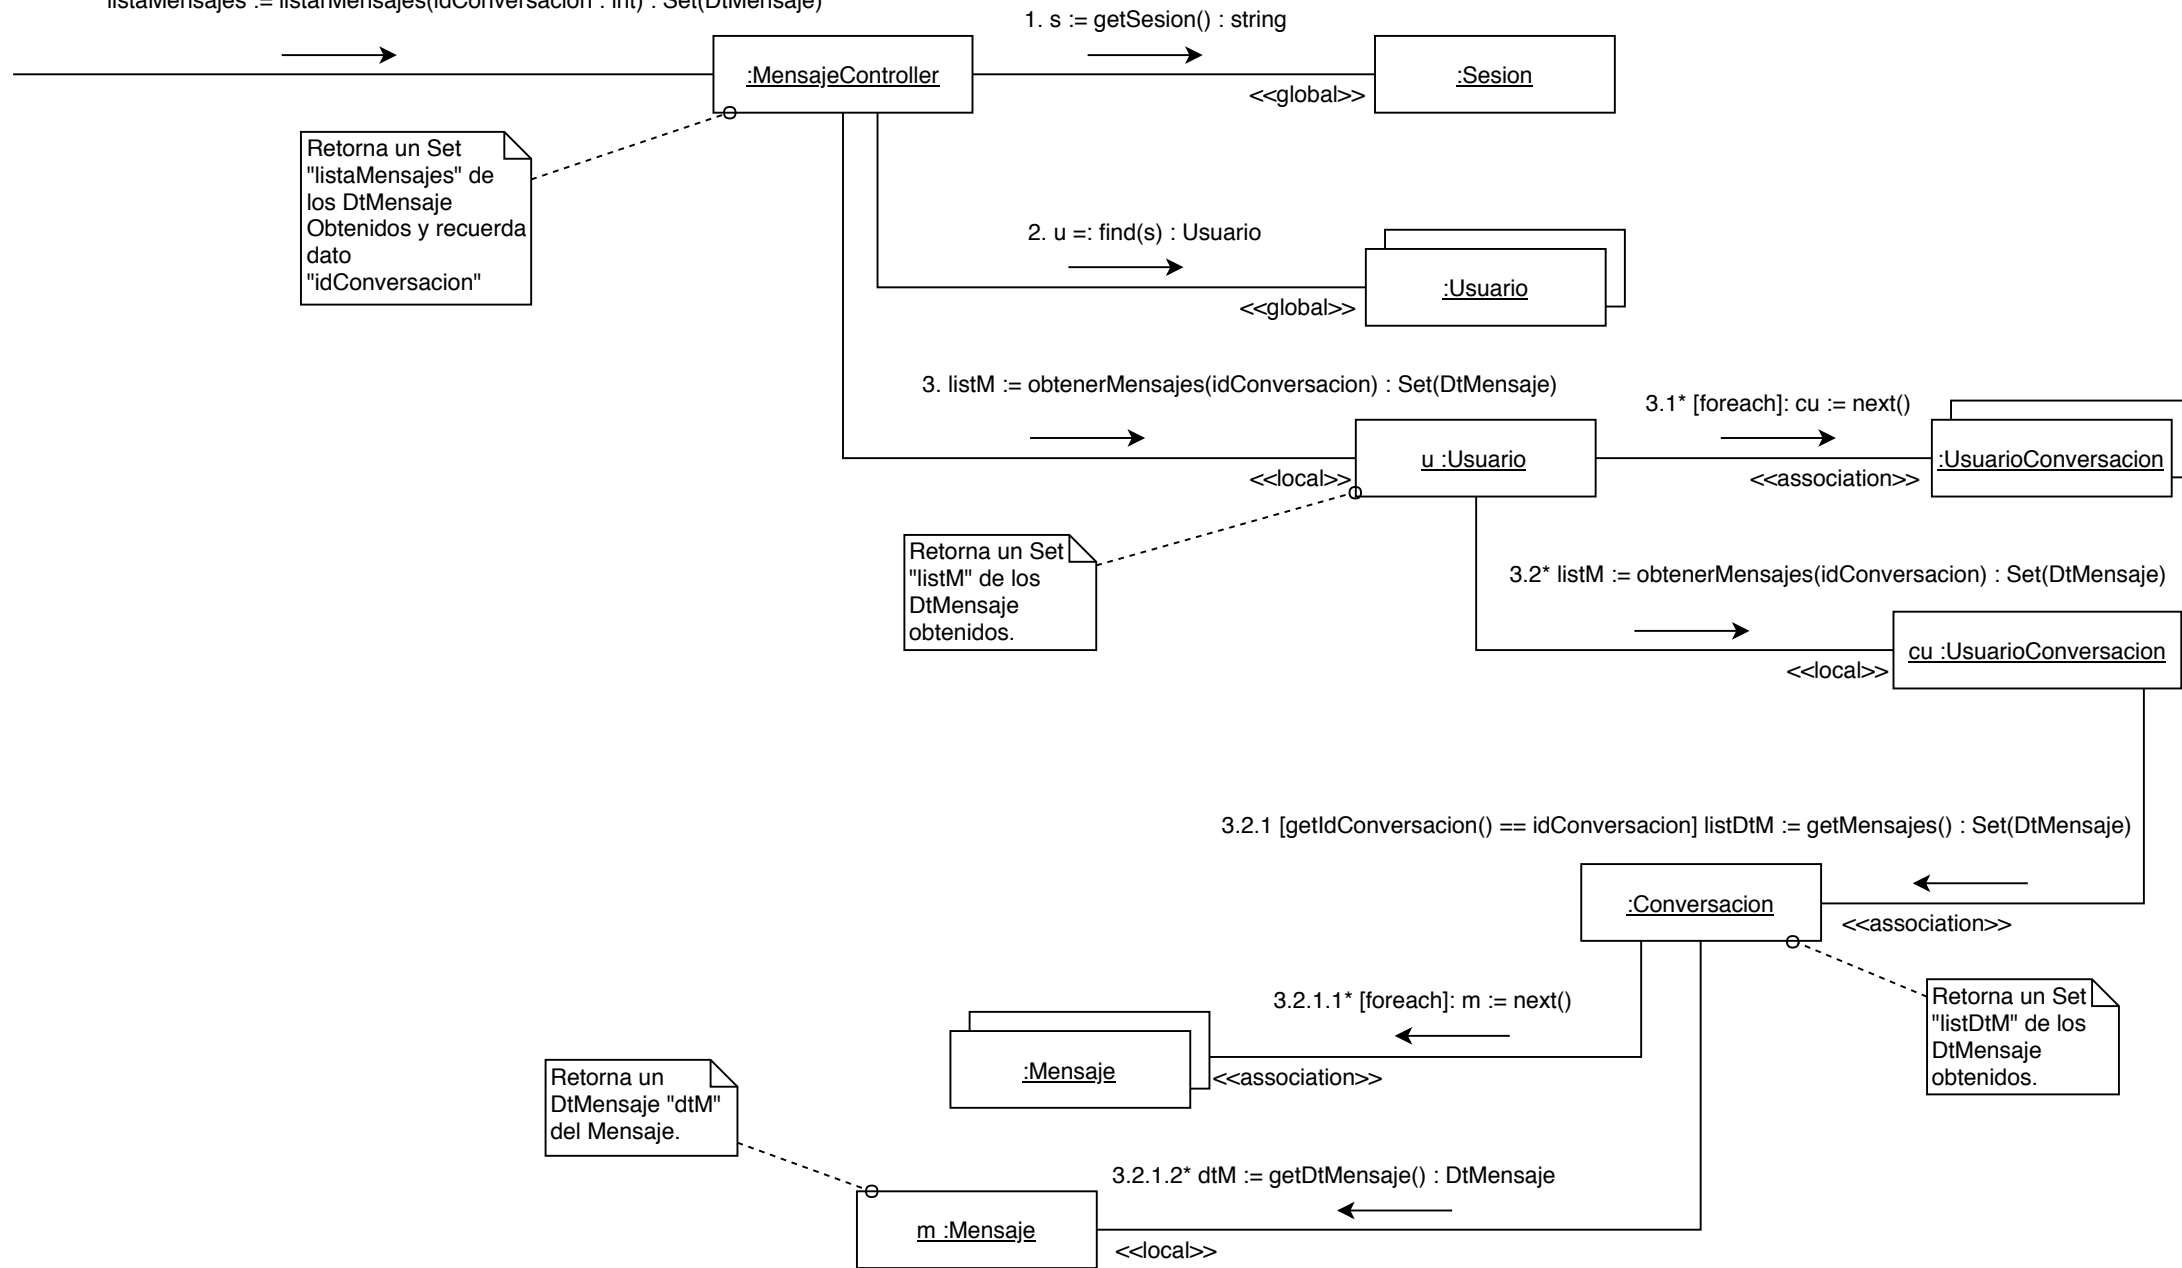 listaMensajes := listarMensajes(idConversacion : int) : Set(DtMensaje)
1. s := getSesion() : string
:MensajeController
:Sesion
<<global>>
Retorna un Set
"listaMensajes" de
los DtMensaje
Obtenidos y recuerda
dato
"idConversacion"
2. u =: find(s) : Usuario
:Usuario
<<global>>
3. listM := obtenerMensajes(idConversacion) : Set(DtMensaje)
3.1* [foreach]: cu := next()
u :Usuario
:UsuarioConversacion
<<local>>
<<association>>
Retorna un Set
"listM" de los
DtMensaje
obtenidos.
3.2* listM := obtenerMensajes(idConversacion) : Set(DtMensaje)
cu :UsuarioConversacion
<<local>>
3.2.1 [getIdConversacion() == idConversacion] listDtM := getMensajes() : Set(DtMensaje)
:Conversacion
<<association>>
3.2.1.1* [foreach]: m := next()
Retorna un Set
"listDtM" de los
DtMensaje
obtenidos.
:Mensaje
<<association>>
Retorna un
DtMensaje "dtM"
del Mensaje.
3.2.1.2* dtM := getDtMensaje() : DtMensaje
m :Mensaje
<<local>>